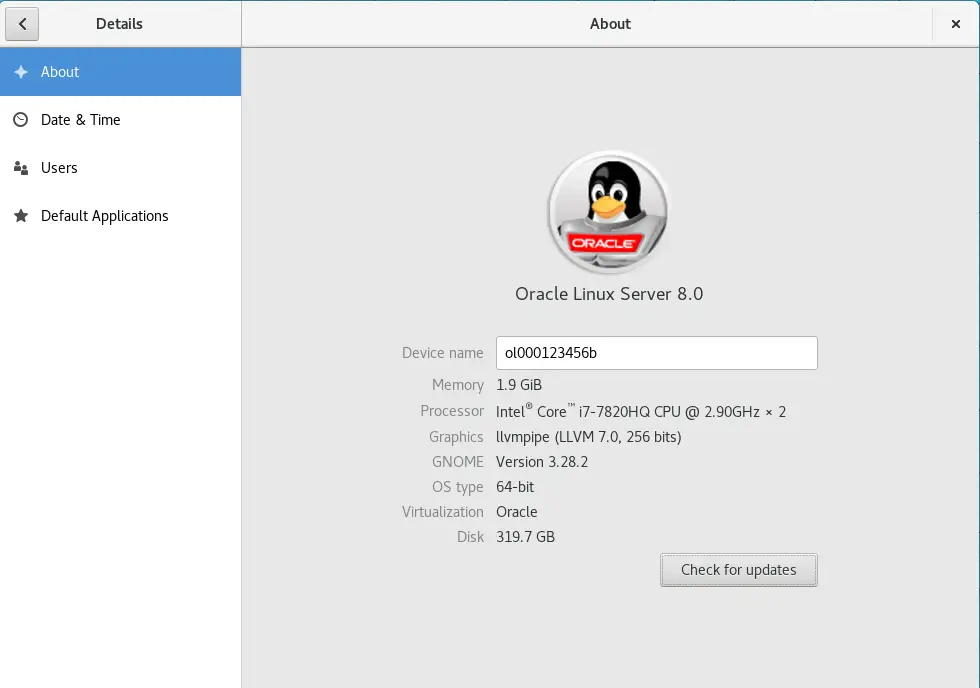 Details
About
About
Date & Time
Users
Default Applications
ORACLE
Oracle Linux Server 8.0
Device name ol000123456b
Memory 1.9 GiB
Processor Intel® Core™ i7-7820HQ CPU @ 2.90GHz × 2
Graphics llvmpipe (LLVM 7.0, 256 bits)
GNOME Version 3.28.2
OS type 64-bit
Virtualization Oracle
Disk 319.7 GB
Check for updates